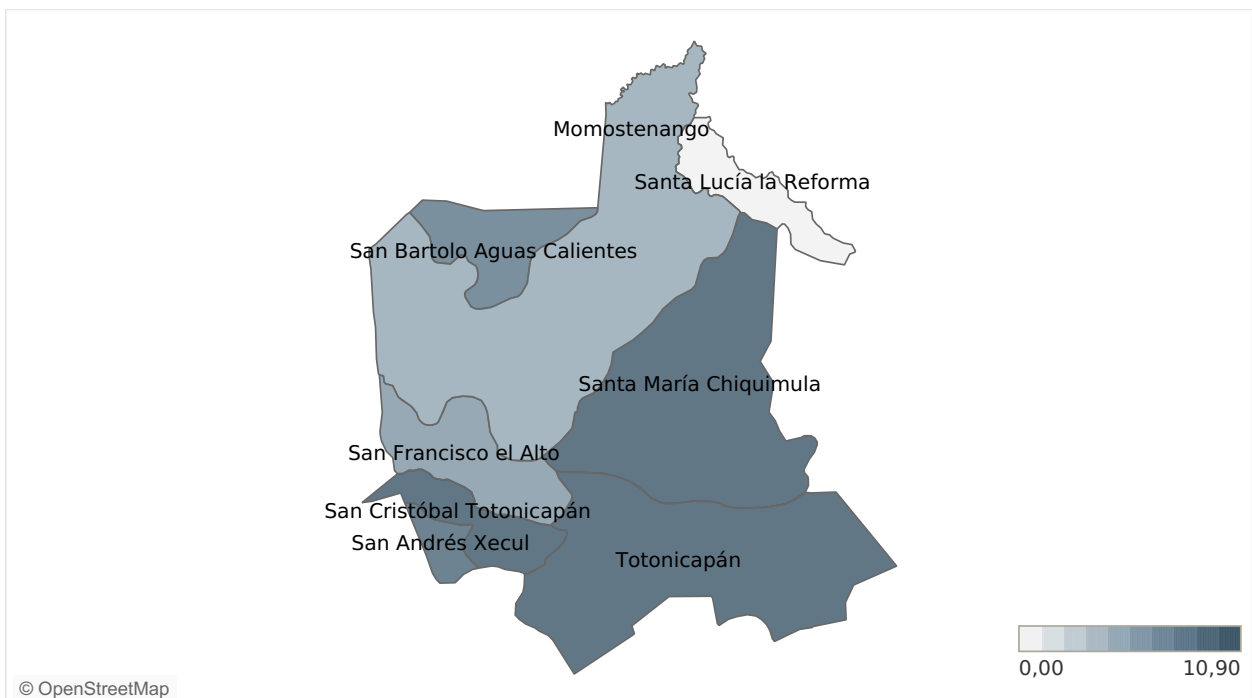 Momostenango
Santa Lucía la Reforma
San Bartolo Aguas Calientes
Santa María Chiquimula
San Francisco el Alto
San Cristóbal Totonicapán
San Andrés Xecul
Totonicapán
0,00 10,90
© OpenStreetMap